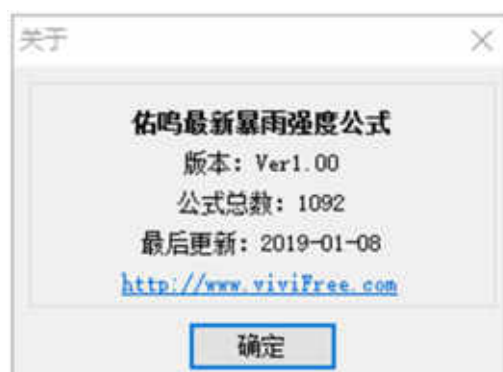 关于
佑鸣最新暴雨强度公式
版本：Ver1.00
公式总数：1092
最后更新：2019-01-08
http://www.viviFree.com
确定